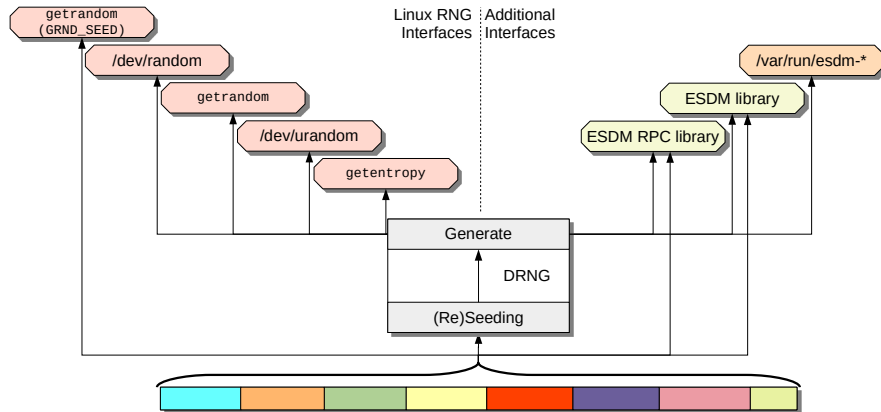 getrandom
(GRND_SEED)
Linux RNG
Interfaces
Additional
Interfaces
/dev/random
/var/run/esdm-*
getrandom
ESDM library
/dev/urandom
ESDM RPC library
getentropy
Generate
DRNG
(Re)Seeding